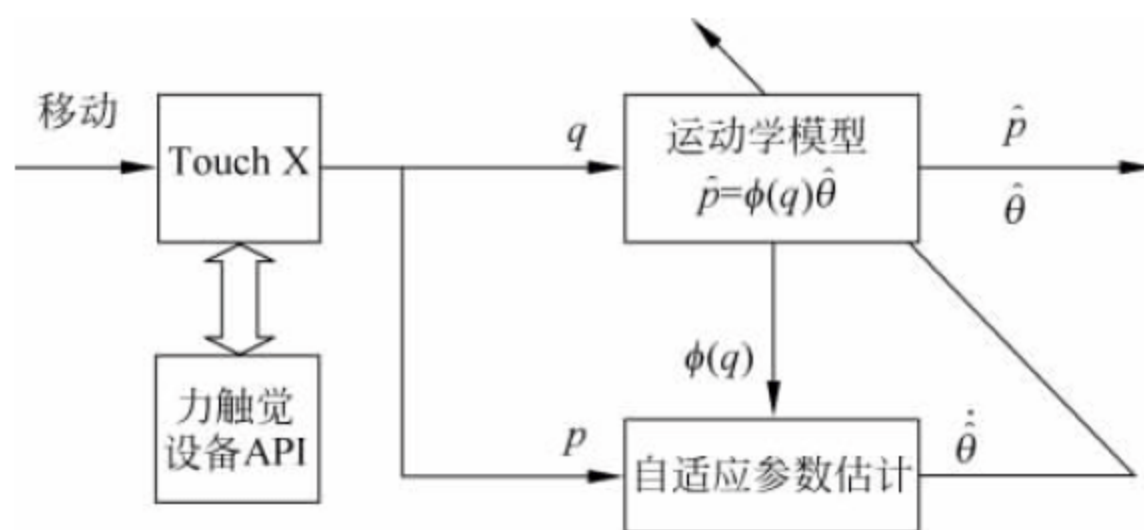 移动
Touch X
力触觉
设备API
q
p
运动学模型
p̂=ϕ(q)θ̂
ϕ(q)
自适应参数估计
p̂
θ̂
θ̂̇